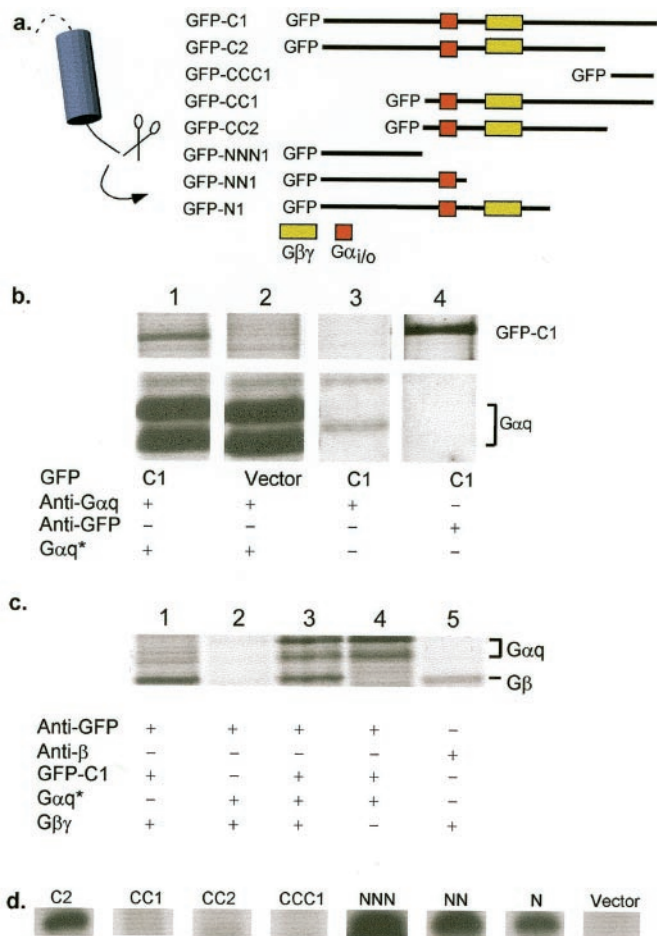 a.
GFP-C1 GFP
GFP-C2 GFP
GFP-CCC1 GFP
GFP-CC1 GFP
GFP-CC2 GFP
GFP-NNN1 GFP
GFP-NN1 GFP
GFP-N1 GFP
Gβγ Gαi/o
b.
1 2 3 4
GFP-C1
Gαq
GFP C1 Vector C1 C1
Anti-Gαq + + + −
Anti-GFP − − − +
Gαq* + + − −
c.
1 2 3 4 5
Gαq
Gβ
Anti-GFP + + + + −
Anti-β − − − − +
GFP-C1 + − + + −
Gαq* − + + + −
Gβγ + + + − +
d. C2 CC1 CC2 CCC1 NNN NN N Vector